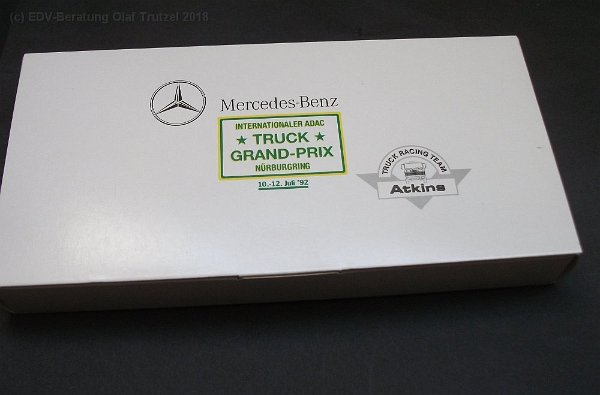 (c) EDV-Beratung Olaf Trutzel 2018
Mercedes-Benz
INTERNATIONALER ADAC
★ TRUCK ★
GRAND-PRIX
NÜRBURGRING
10.-12. Juli '92
TRUCK RACING TEAM
Atkins